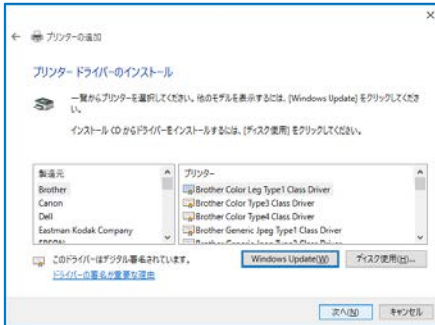 プリンターの追加
プリンター ドライバーのインストール
一覧からプリンターを選択してください。他のモデルを表示するには、[Windows Update] をクリックしてください。
インストール CD からドライバーをインストールするには、[ディスク使用] をクリックしてください。
製造元
Brother
Canon
Dell
Eastman Kodak Company
EPSON
プリンター
Brother Color Leg Type1 Class Driver
Brother Color Type3 Class Driver
Brother Color Type4 Class Driver
Brother Generic Jpeg Type1 Class Driver
Brother Generic Jpeg Type2 Class Driver
このドライバーはデジタル署名されています。
ドライバーの署名が重要な理由
Windows Update(W)
ディスク使用(H)...
次へ(N)
キャンセル